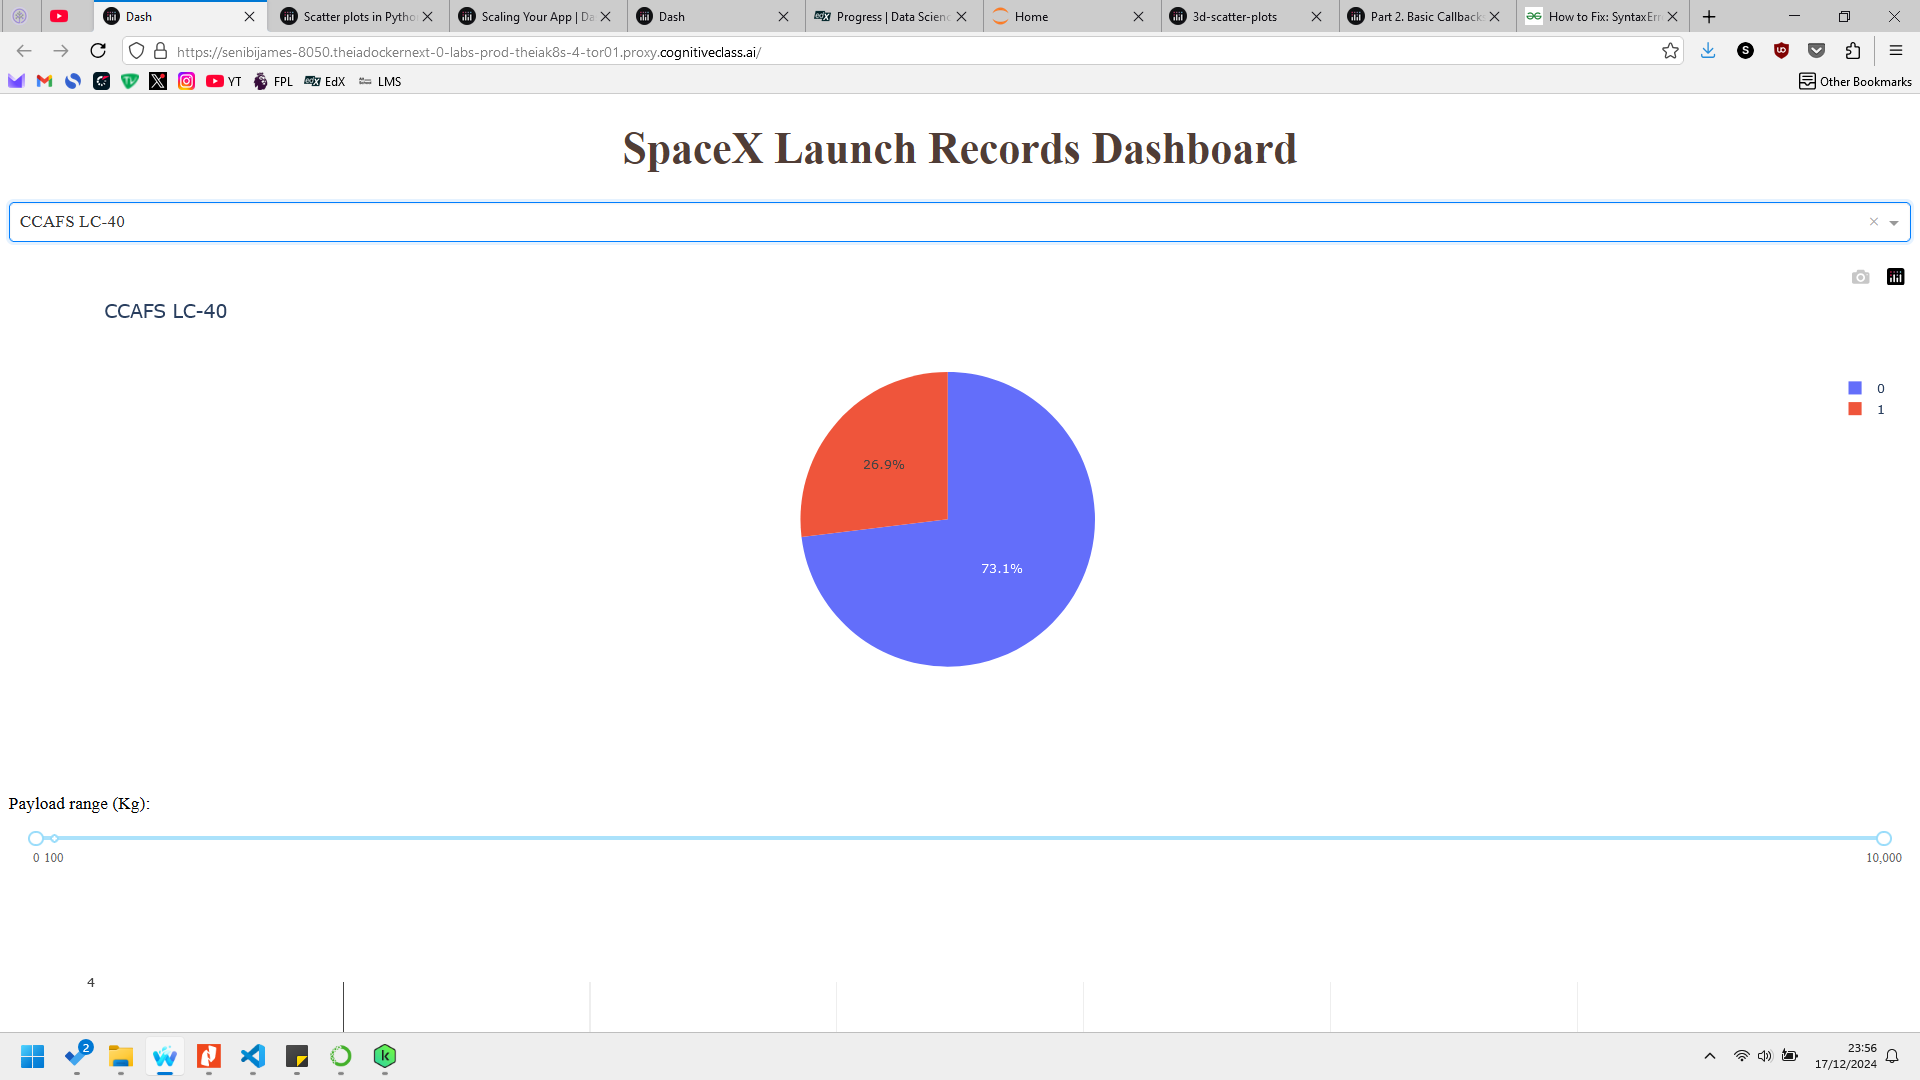 Dash
Scatter plots in Pytho
Scaling Your App | Da
Dash
Progress | Data Scienc
Home
3d-scatter-plots
Part 2. Basic Callbacks
How to Fix: SyntaxErr
https://senibijames-8050.theiadockernext-0-labs-prod-theiak8s-4-tor01.proxy.cognitiveclass.ai/
YT
FPL
EdX
LMS
Other Bookmarks
SpaceX Launch Records Dashboard
CCAFS LC-40
CCAFS LC-40
0
1
26.9%
73.1%
Payload range (Kg):
0 100
10,000
4
2
23:56
17/12/2024